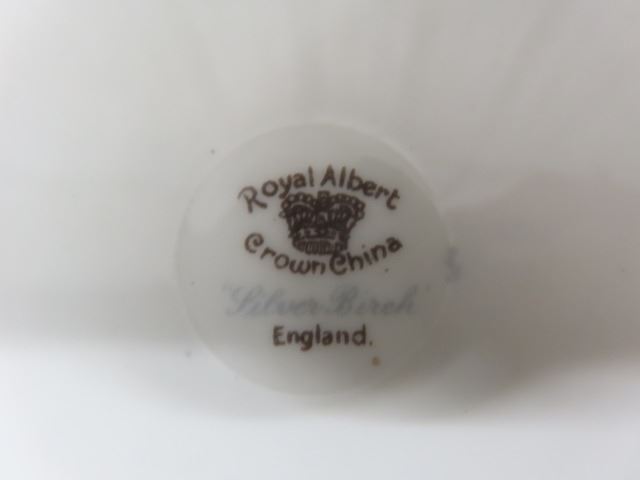 Royal Albert
Crown China
"Silver Birch"
England.